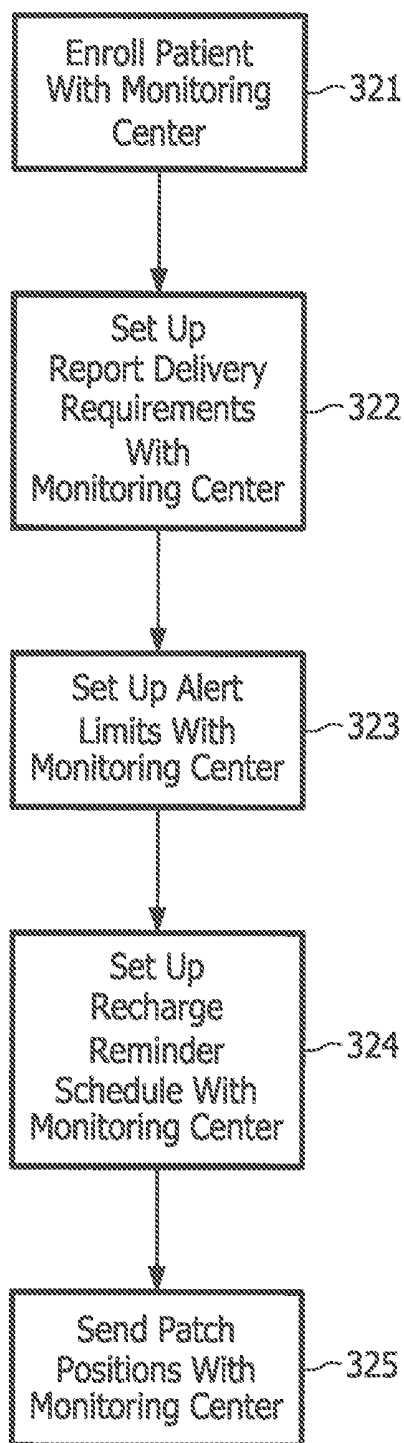 Enroll Patient
With Monitoring
Center
321
Set Up
Report Delivery
Requirements
With
Monitoring Center
322
Set Up Alert
Limits With
Monitoring Center
323
Set Up
Recharge
Reminder
Schedule With
Monitoring Center
324
Send Patch
Positions With
Monitoring Center
325